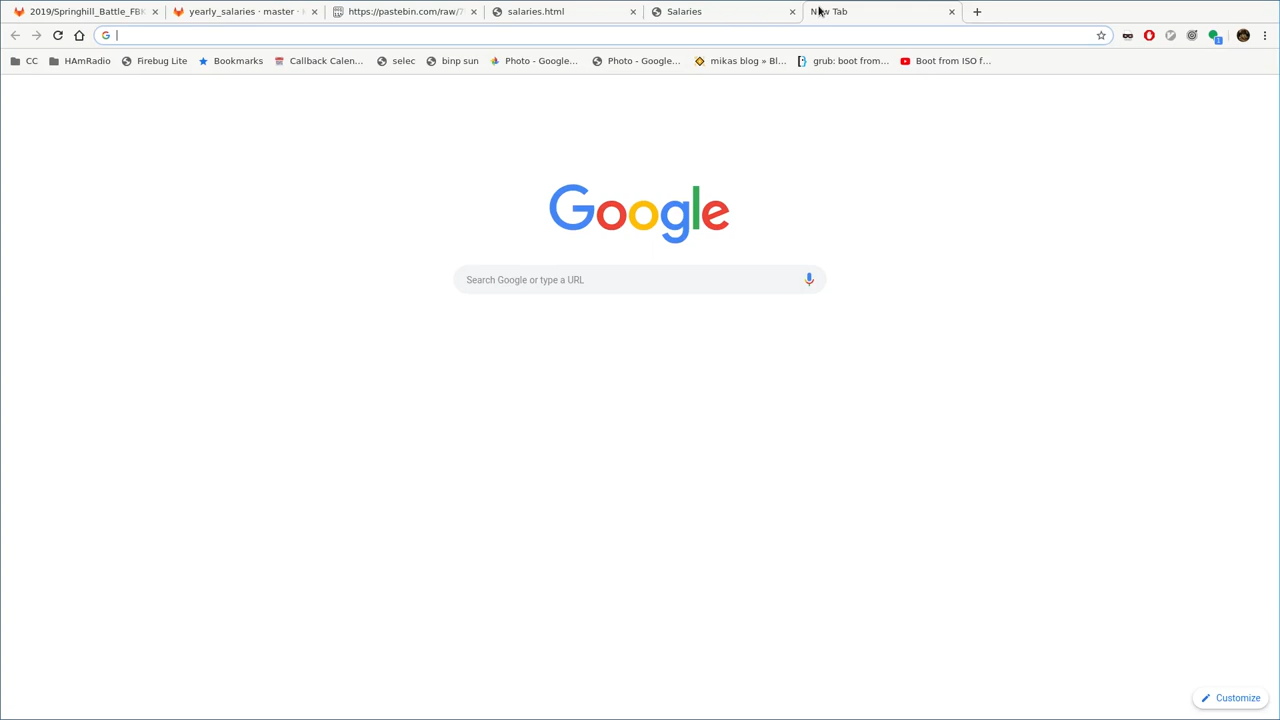 2019/Springhill_Battle_FB
yearly_salaries · master ·
https://pastebin.com/raw/7
salaries.html
Salaries
New Tab
CC
HAmRadio
Firebug Lite
Bookmarks
Callback Calen...
selec
binp sun
Photo - Google...
Photo - Google...
mikas blog » Bl...
grub: boot from...
Boot from ISO f...
Google
Search Google or type a URL
Customize